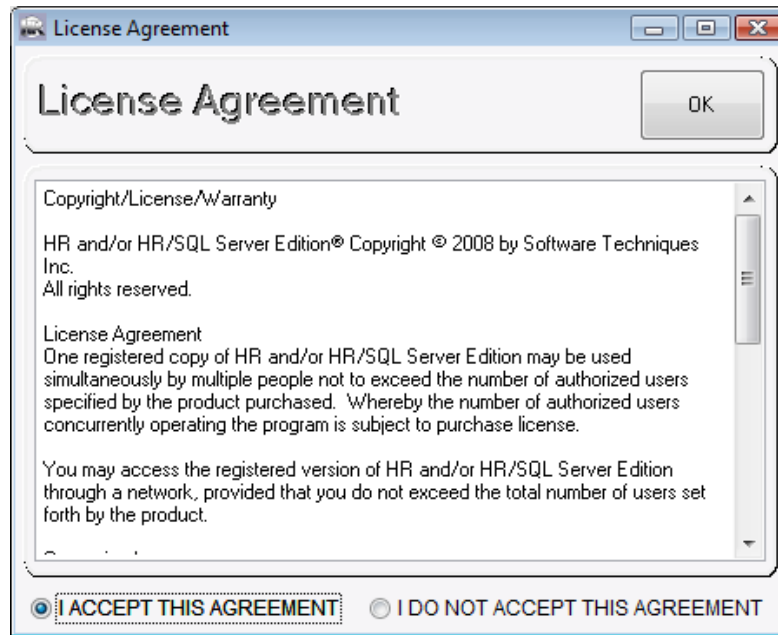 License Agreement
License Agreement
OK
Copyright/License/Warranty
HR and/or HR/SQL Server Edition® Copyright © 2008 by Software Techniques
Inc.
All rights reserved.
License Agreement
One registered copy of HR and/or HR/SQL Server Edition may be used
simultaneously by multiple people not to exceed the number of authorized users
specified by the product purchased.  Whereby the number of authorized users
concurrently operating the program is subject to purchase license.
You may access the registered version of HR and/or HR/SQL Server Edition
through a network, provided that you do not exceed the total number of users set
forth by the product.
I ACCEPT THIS AGREEMENT
I DO NOT ACCEPT THIS AGREEMENT